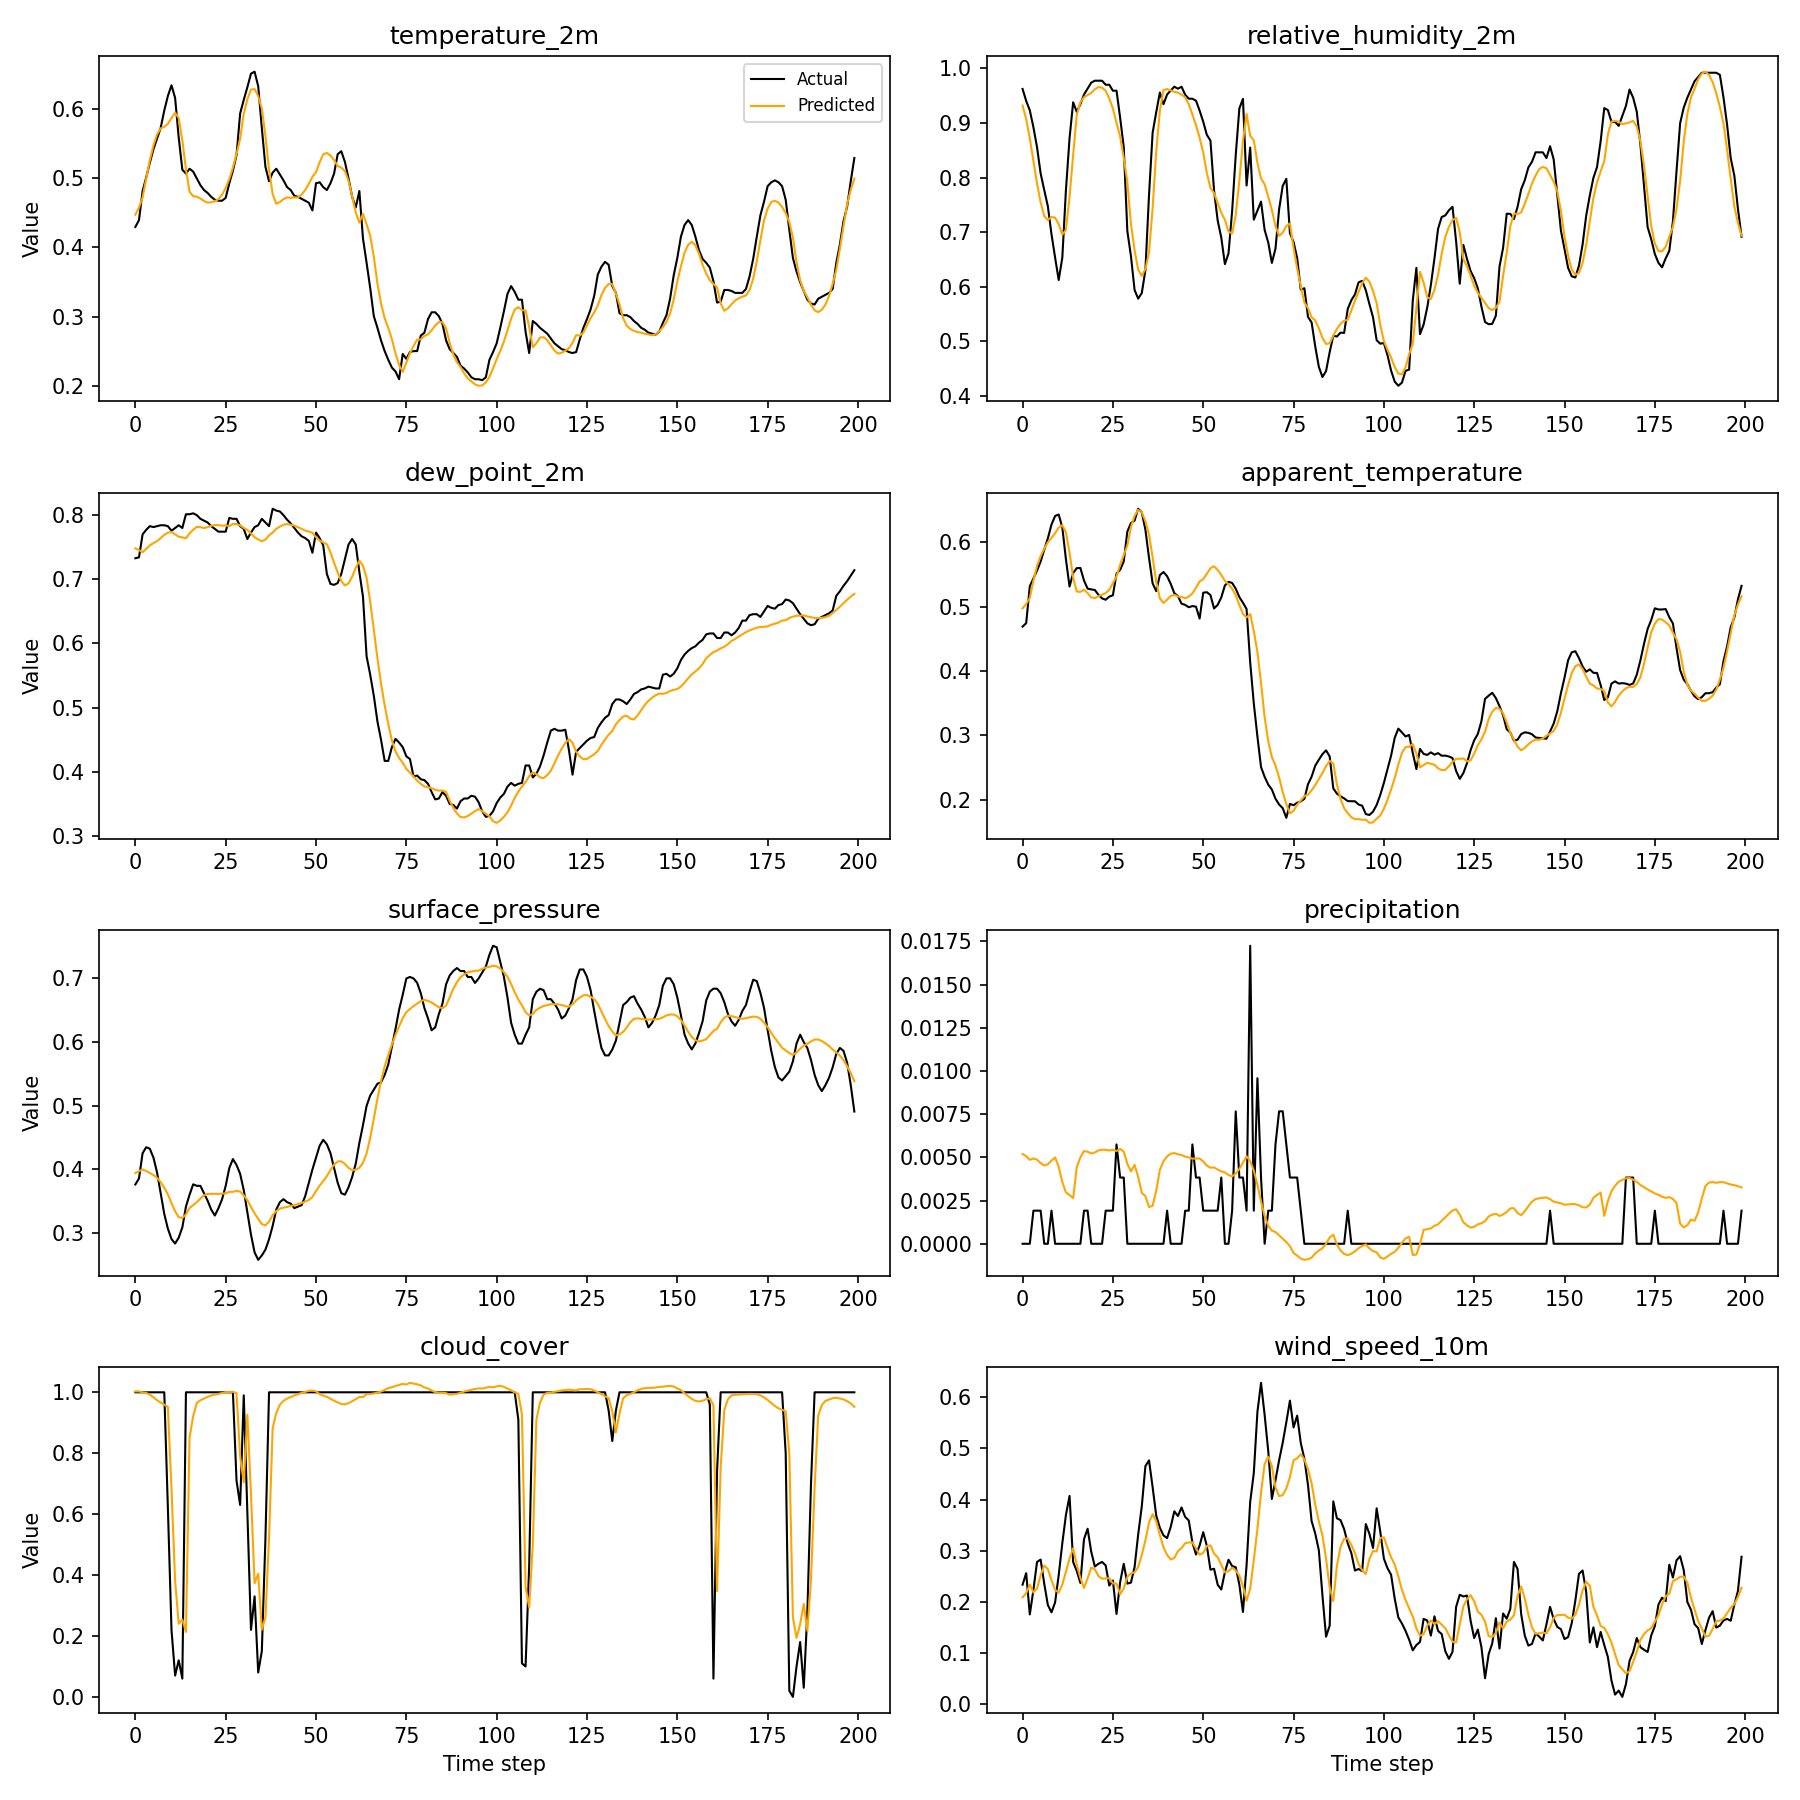 temperature_2m
Actual
Predicted
Value
0.6
0.5
0.4
0.3
0.2
0 25 50 75 100 125 150 175 200
relative_humidity_2m
1.0
0.9
0.8
0.7
0.6
0.5
0.4
0 25 50 75 100 125 150 175 200
dew_point_2m
Value
0.8
0.7
0.6
0.5
0.4
0.3
0 25 50 75 100 125 150 175 200
apparent_temperature
0.6
0.5
0.4
0.3
0.2
0 25 50 75 100 125 150 175 200
surface_pressure
Value
0.7
0.6
0.5
0.4
0.3
0 25 50 75 100 125 150 175 200
precipitation
0.0175
0.0150
0.0125
0.0100
0.0075
0.0050
0.0025
0.0000
0 25 50 75 100 125 150 175 200
cloud_cover
Value
1.0
0.8
0.6
0.4
0.2
0.0
0 25 50 75 100 125 150 175 200
Time step
wind_speed_10m
0.6
0.5
0.4
0.3
0.2
0.1
0.0
0 25 50 75 100 125 150 175 200
Time step